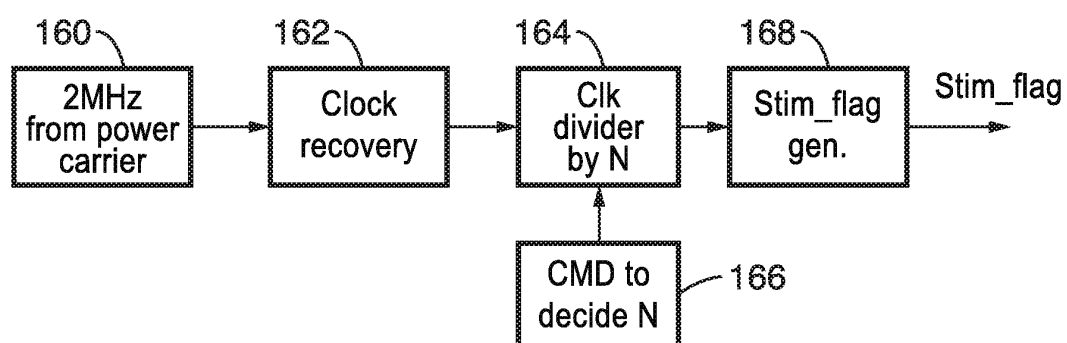 160
162
164
168
2MHz
from power
carrier
Clock
recovery
Clk
divider
by N
Stim_flag
gen.
Stim_flag
CMD to
decide N
166